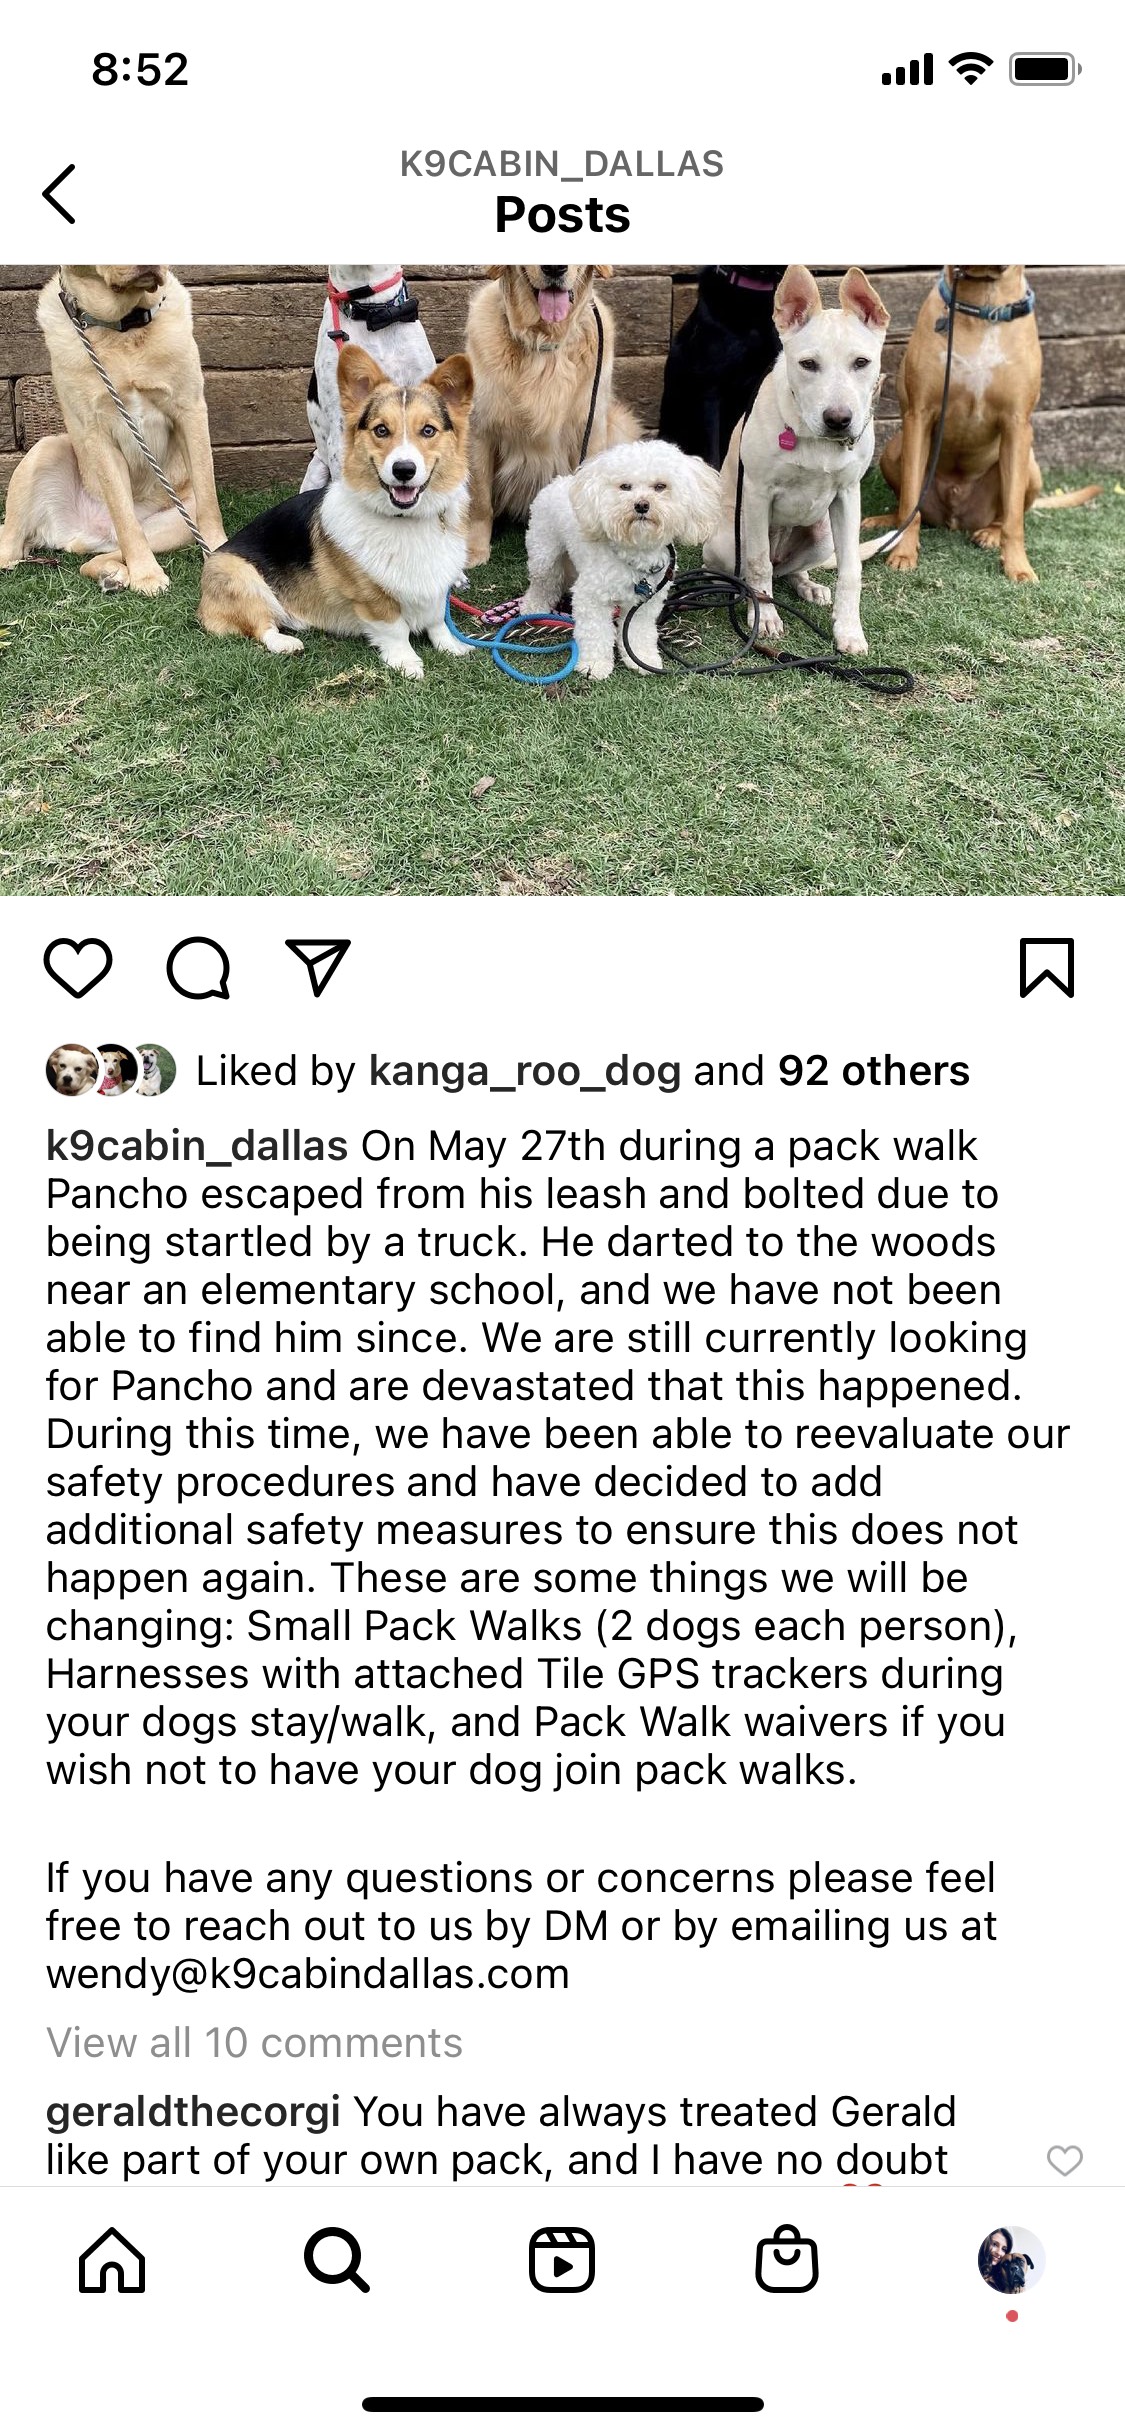 8:52
K9CABIN_DALLAS
Posts
Liked by kanga_roo_dog and 92 others
k9cabin_dallas On May 27th during a pack walk
Pancho escaped from his leash and bolted due to
being startled by a truck. He darted to the woods
near an elementary school, and we have not been
able to find him since. We are still currently looking
for Pancho and are devastated that this happened.
During this time, we have been able to reevaluate our
safety procedures and have decided to add
additional safety measures to ensure this does not
happen again. These are some things we will be
changing: Small Pack Walks (2 dogs each person),
Harnesses with attached Tile GPS trackers during
your dogs stay/walk, and Pack Walk waivers if you
wish not to have your dog join pack walks.
If you have any questions or concerns please feel
free to reach out to us by DM or by emailing us at
wendy@k9cabindallas.com
View all 10 comments
geraldthecorgi You have always treated Gerald
like part of your own pack, and I have no doubt